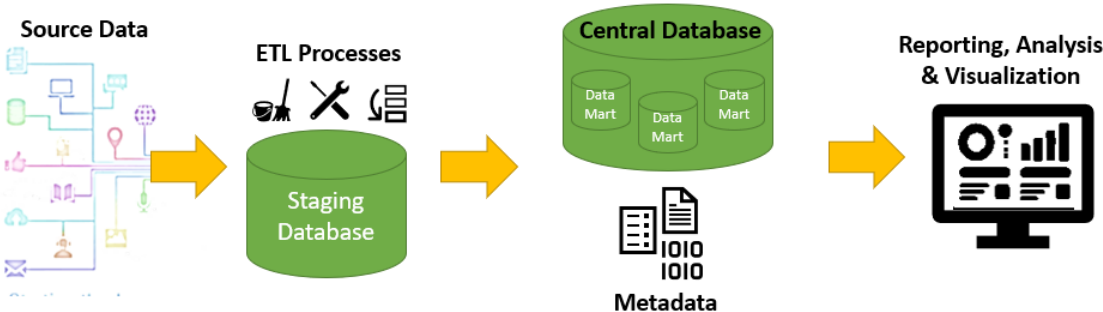 Source Data
ETL Processes
Staging
Database
Central Database
Data
Mart
Data
Mart
Data
Mart
Metadata
1010
1010
Reporting, Analysis
& Visualization